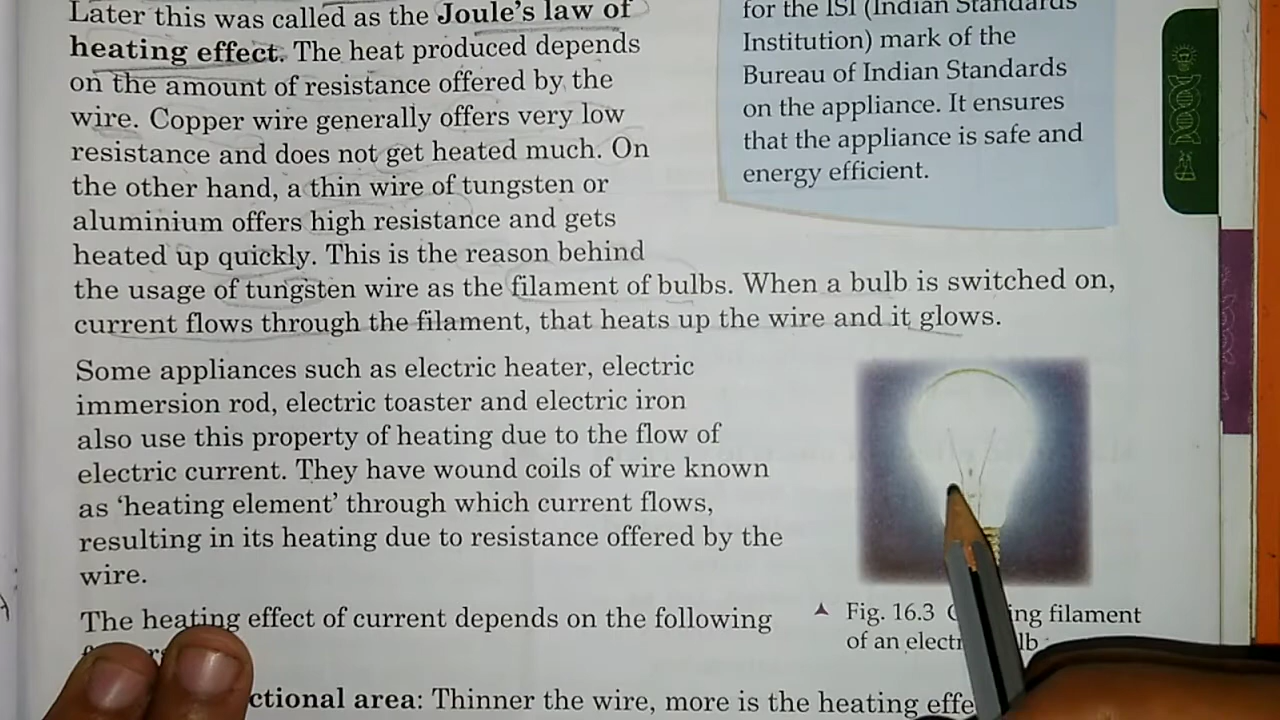 Later this was called as the Joule's law of
heating effect. The heat produced depends
on the amount of resistance offered by the
wire. Copper wire generally offers very low
resistance and does not get heated much. On
the other hand, a thin wire of tungsten or
aluminium offers high resistance and gets
heated up quickly. This is the reason behind
the usage of tungsten wire as the filament of bulbs. When a bulb is switched on,
current flows through the filament, that heats up the wire and it glows.
for the ISI (Indian Standards
Institution) mark of the
Bureau of Indian Standards
on the appliance. It ensures
that the appliance is safe and
energy efficient.
Some appliances such as electric heater, electric
immersion rod, electric toaster and electric iron
also use this property of heating due to the flow of
electric current. They have wound coils of wire known
as 'heating element' through which current flows,
resulting in its heating due to resistance offered by the
wire.
The heating effect of current depends on the following
ctional area: Thinner the wire, more is the heating effe
Fig. 16.3 ing filament
of an electr lb